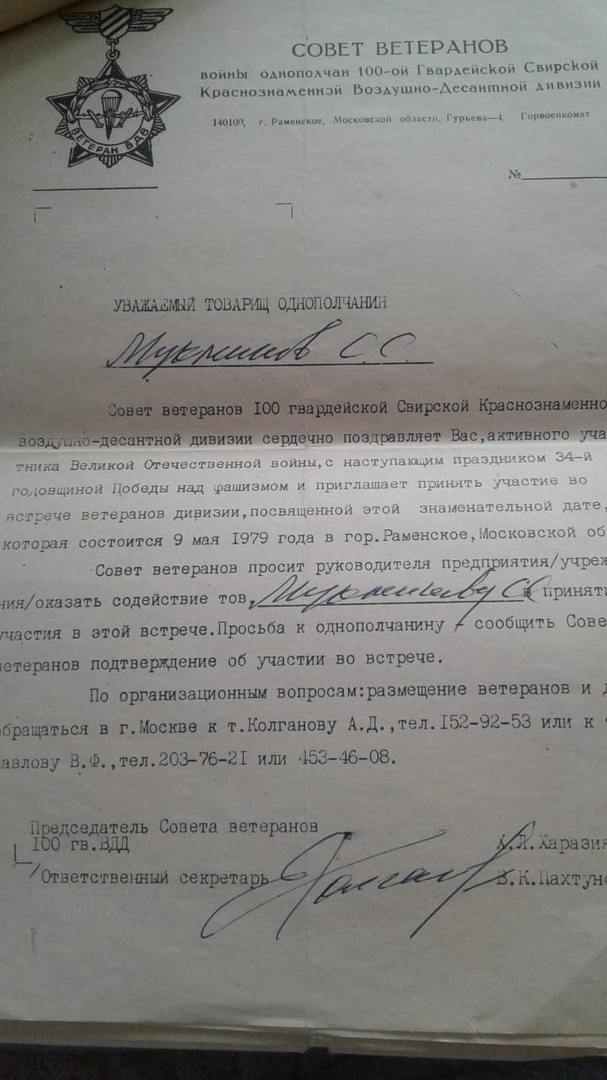 ВЕТЕРАН ВДВ
СОВЕТ ВЕТЕРАНОВ
войны однополчан 100-ой Гвардейской Свирской
Краснознаменной Воздушно-Десантной дивизии
140100, г. Раменское, Московской области, Гурьева—4. Горвоенкомат
№
УВАЖАЕМЫЙ ТОВАРИЩ ОДНОПОЛЧАНИН
С.С.
Совет ветеранов 100 гвардейской Свирской Краснознаменно
воздушно-десантной дивизии сердечно поздравляет Вас,активного уча
тника Великой Отечественной войны,с наступающим праздником 34-й
годовщиной Победы над фашизмом и приглашает принять участие во
встрече ветеранов дивизии,посвященной этой знаменательной дате,
которая состоится 9 мая 1979 года в гор.Раменское,Московской об
Совет ветеранов просит руководителя предприятия/учреж
ния/оказать содействие тов. СС в приняти
участия в этой встрече.Просьба к однополчанину - сообщить Сове
ветеранов подтверждение об участии во встрече.
По организационным вопросам:размещение ветеранов и д
обращаться в г.Москве к т.Колганову А.Д.,тел.152-92-53 или к
авлову В.Ф.,тел.203-76-21 или 453-46-08.
Председатель Совета ветеранов
100 гв.ВДД Харазия
Ответственный секретарь В.К.Пахтун